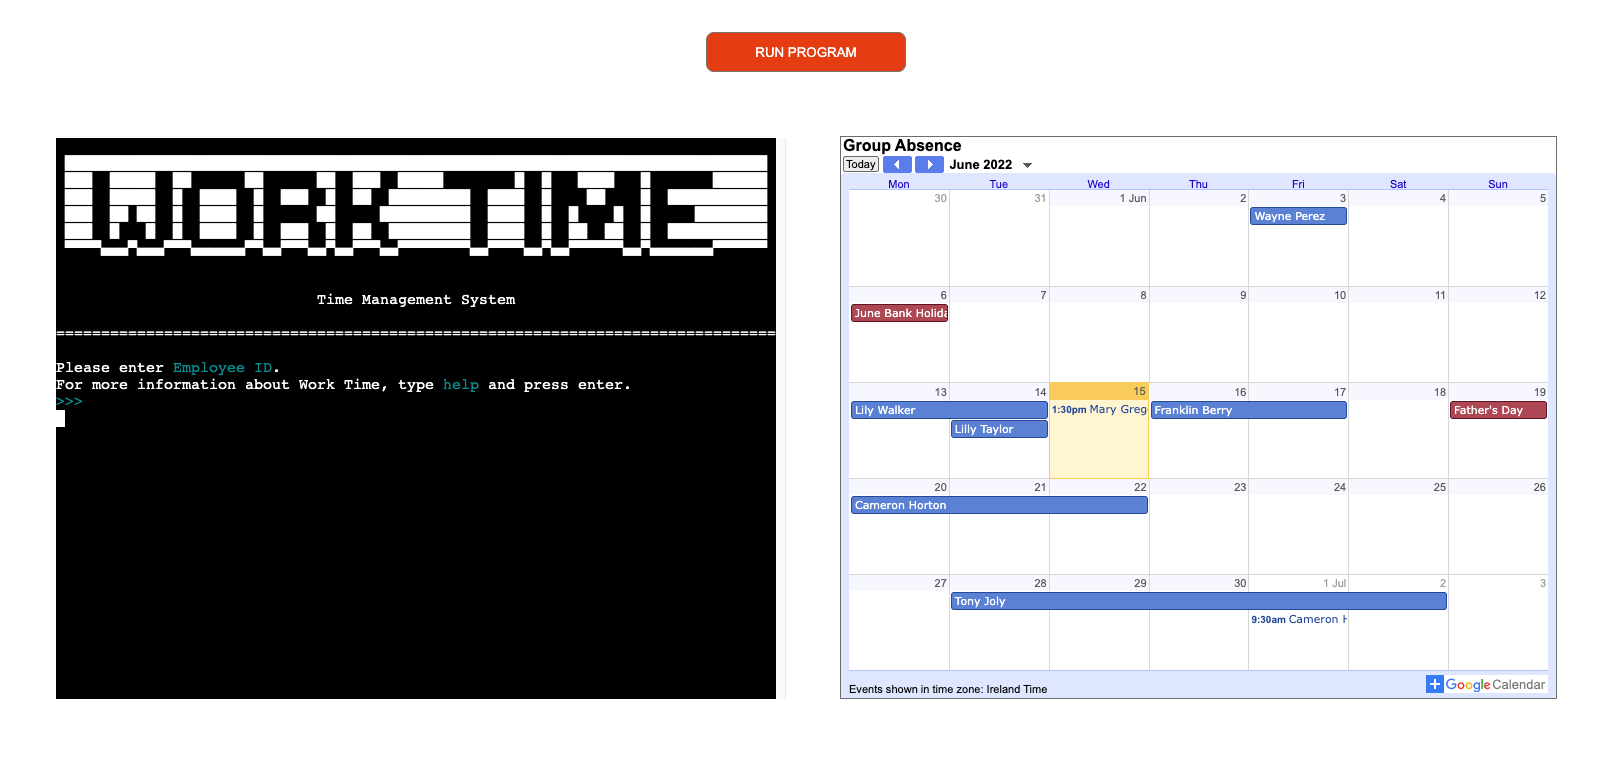 RUN PROGRAM
WORK TIME
Time Management System
================================================================================
Please enter Employee ID.
For more information about Work Time, type help and press enter.
>>>
Group Absence
Today
June 2022
Mon Tue Wed Thu Fri Sat Sun
30 31 1 Jun 2 3 4 5
Wayne Perez
6 7 8 9 10 11 12
June Bank Holida
13 14 15 16 17 18 19
Lily Walker 1:30pm Mary Greg Franklin Berry Father's Day
Lilly Taylor
20 21 22 23 24 25 26
Cameron Horton
27 28 29 30 1 Jul 2 3
Tony Joly
9:30am Cameron H
Events shown in time zone: Ireland Time
Google Calendar